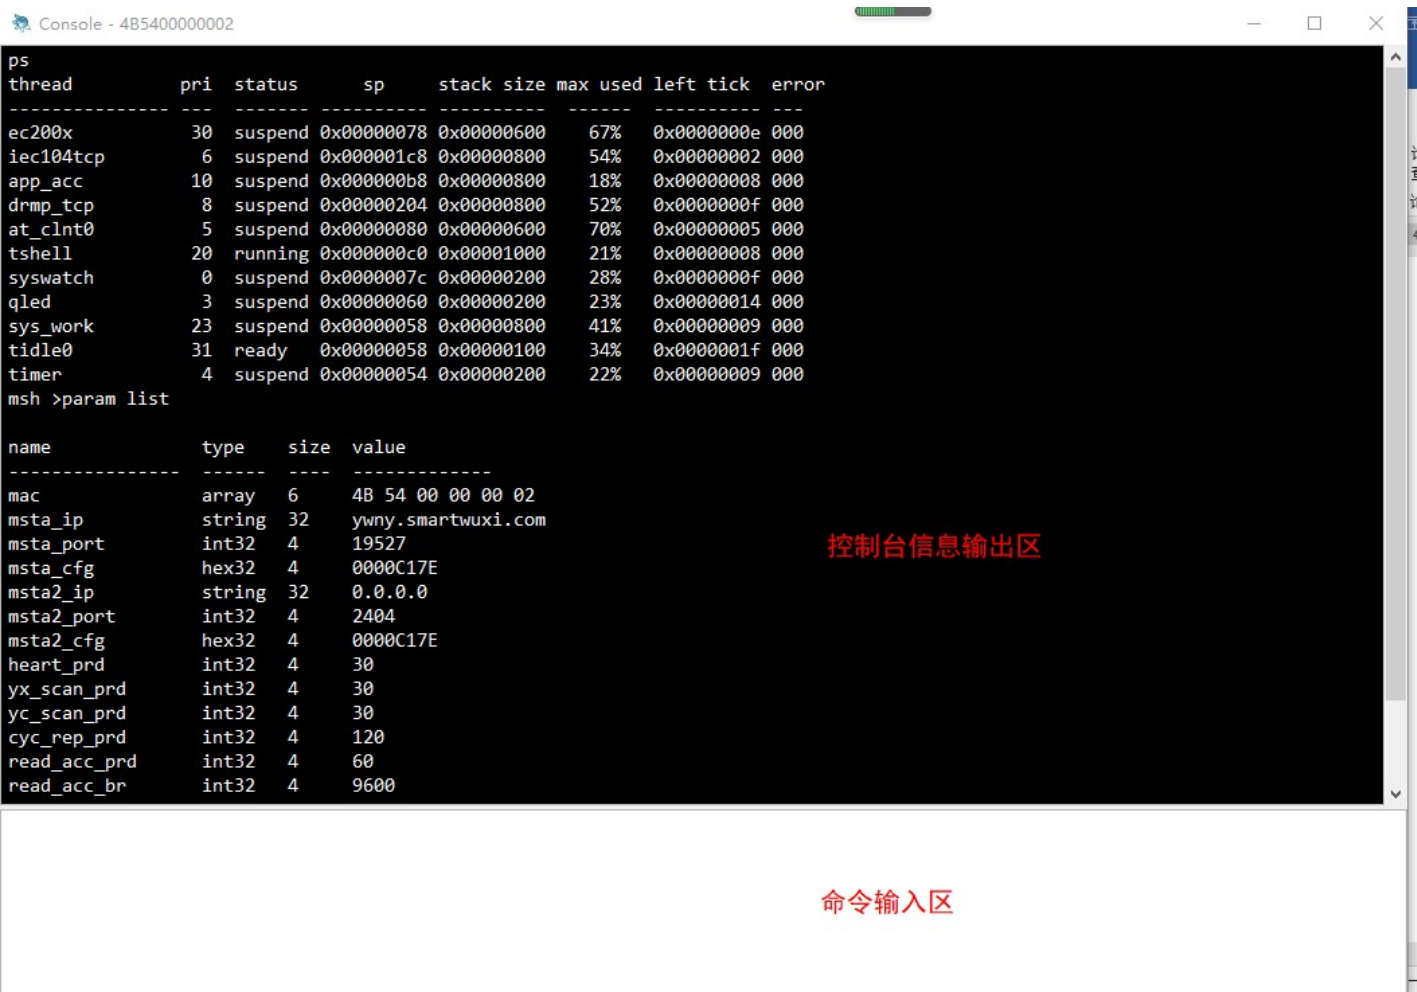 Console - 4B5400000002
ps
thread          pri  status      sp     stack size max used left tick  error
--------------- ---  ------- ---------- ----------  ------  ---------- ---
ec200x           30  suspend 0x00000078 0x00000600    67%   0x0000000e 000
iec104tcp         6  suspend 0x000001c8 0x00000800    54%   0x00000002 000
app_acc          10  suspend 0x000000b8 0x00000800    18%   0x00000008 000
drmp_tcp          8  suspend 0x00000204 0x00000800    52%   0x0000000f 000
at_clnt0          5  suspend 0x00000080 0x00000600    70%   0x00000005 000
tshell           20  running 0x000000c0 0x00001000    21%   0x00000008 000
syswatch          0  suspend 0x0000007c 0x00000200    28%   0x0000000f 000
qled              3  suspend 0x00000060 0x00000200    23%   0x00000014 000
sys_work         23  suspend 0x00000058 0x00000800    41%   0x00000009 000
tidle0           31  ready   0x00000058 0x00000100    34%   0x0000001f 000
timer             4  suspend 0x00000054 0x00000200    22%   0x00000009 000
msh >param list
name              type    size  value
----------------  ------  ----  -------------
mac               array   6     4B 54 00 00 00 02
msta_ip           string  32    ywny.smartwuxi.com
msta_port         int32   4     19527
控制台信息输出区
msta_cfg          hex32   4     0000C17E
msta2_ip          string  32    0.0.0.0
msta2_port        int32   4     2404
msta2_cfg         hex32   4     0000C17E
heart_prd         int32   4     30
yx_scan_prd       int32   4     30
yc_scan_prd       int32   4     30
cyc_rep_prd       int32   4     120
read_acc_prd      int32   4     60
read_acc_br       int32   4     9600
命令输入区